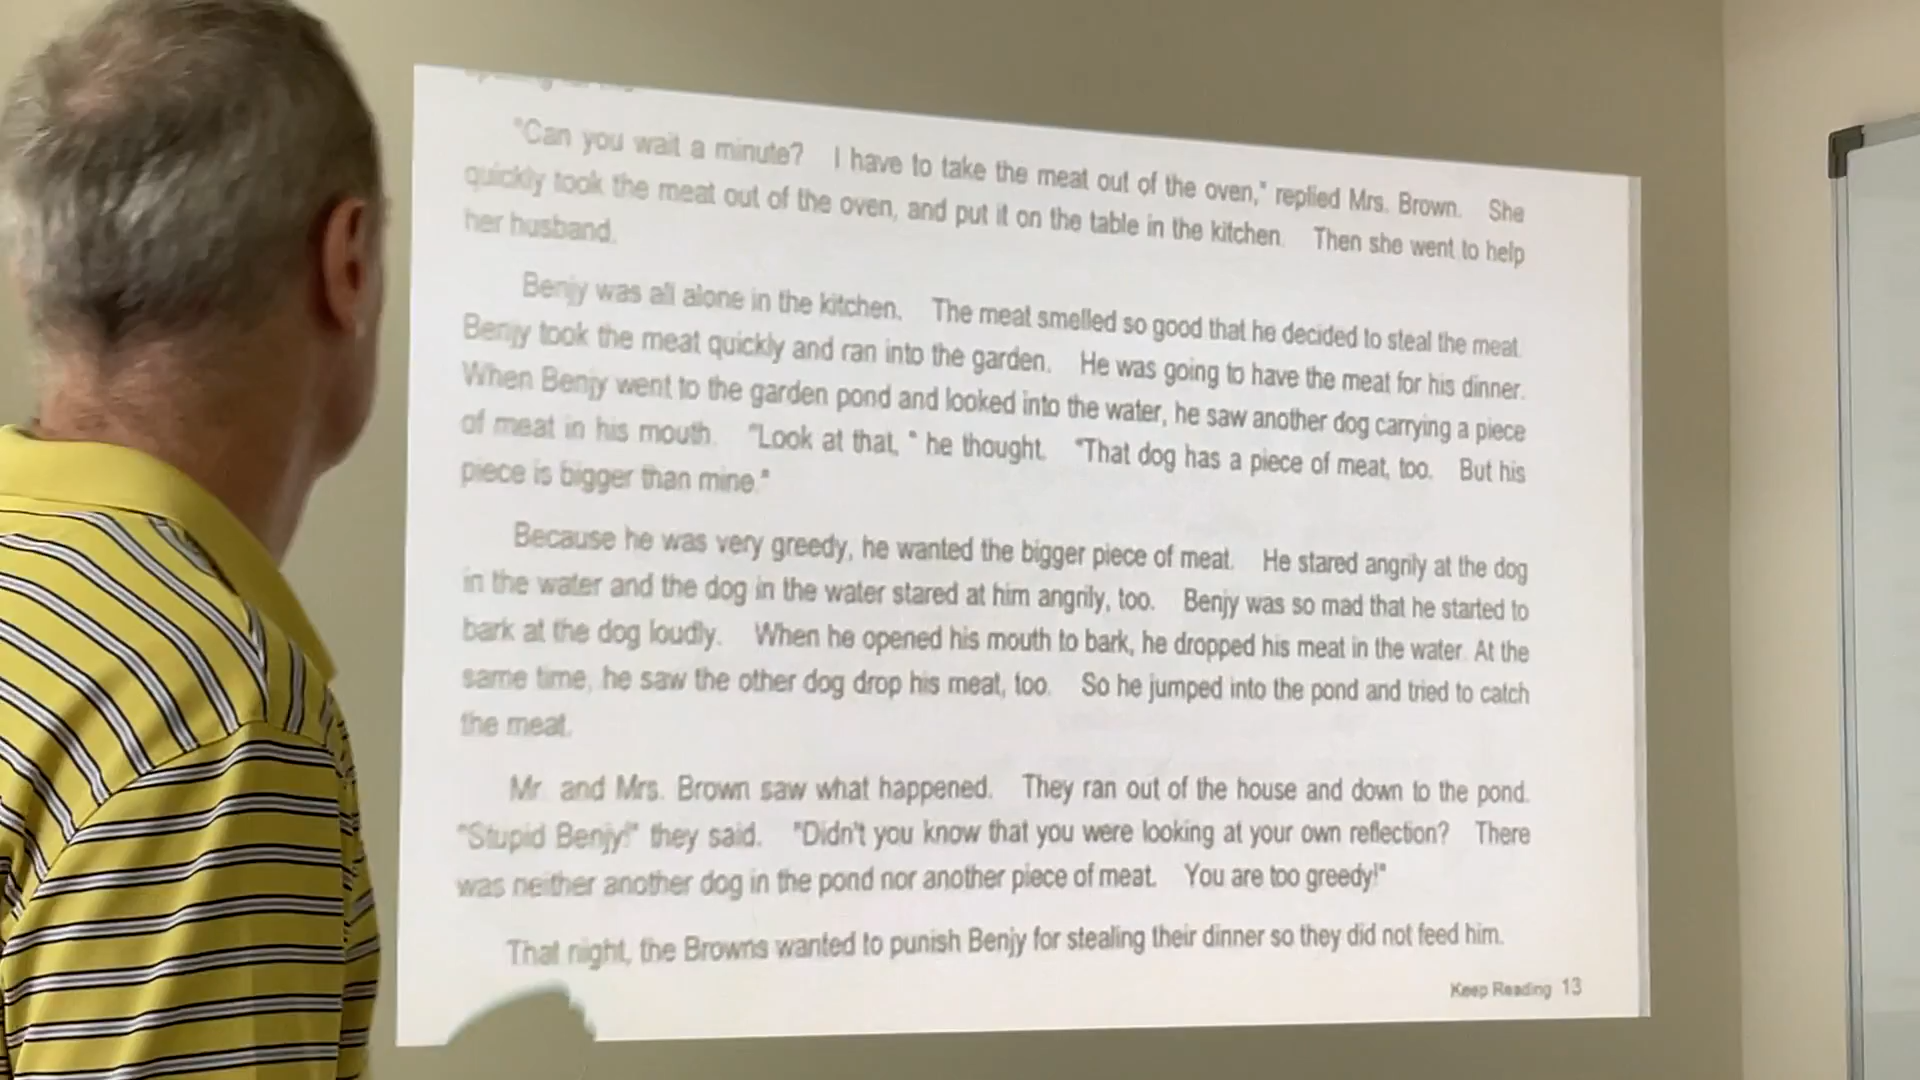 "Can you wait a minute? I have to take the meat out of the oven," replied Mrs. Brown. She
quickly took the meat out of the oven, and put it on the table in the kitchen. Then she went to help
her husband.
Benjy was all alone in the kitchen. The meat smelled so good that he decided to steal the meat.
Benjy took the meat quickly and ran into the garden. He was going to have the meat for his dinner.
When Benjy went to the garden pond and looked into the water, he saw another dog carrying a piece
of meat in his mouth. "Look at that, " he thought. "That dog has a piece of meat, too. But his
piece is bigger than mine."
Because he was very greedy, he wanted the bigger piece of meat. He stared angrily at the dog
in the water and the dog in the water stared at him angrily, too. Benjy was so mad that he started to
bark at the dog loudly. When he opened his mouth to bark, he dropped his meat in the water. At the
same time, he saw the other dog drop his meat, too. So he jumped into the pond and tried to catch
the meat.
Mr. and Mrs. Brown saw what happened. They ran out of the house and down to the pond.
"Stupid Benjy!" they said. "Didn't you know that you were looking at your own reflection? There
was neither another dog in the pond nor another piece of meat. You are too greedy!"
That night, the Browns wanted to punish Benjy for stealing their dinner so they did not feed him.
Keep Reading 13